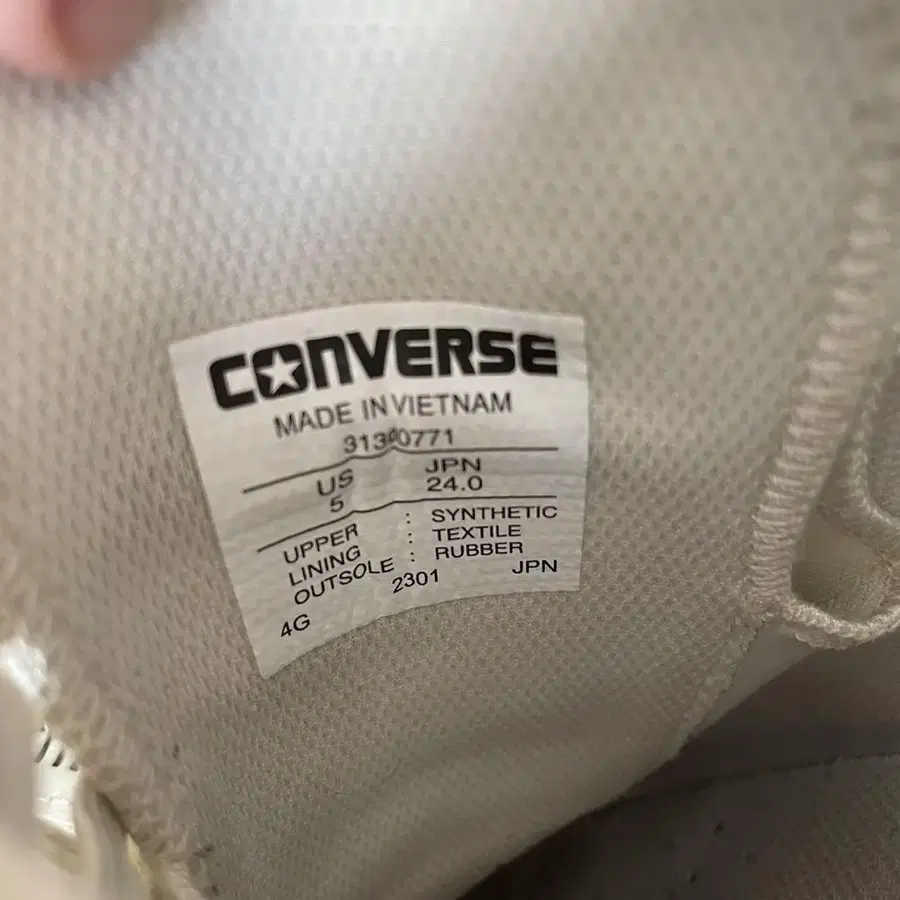 CONVERSE
MADE IN VIETNAM
US JPN
5 24.0
UPPER : SYNTHETIC
LINING : TEXTILE
OUTSOLE : RUBBER
4G 2301 JPN